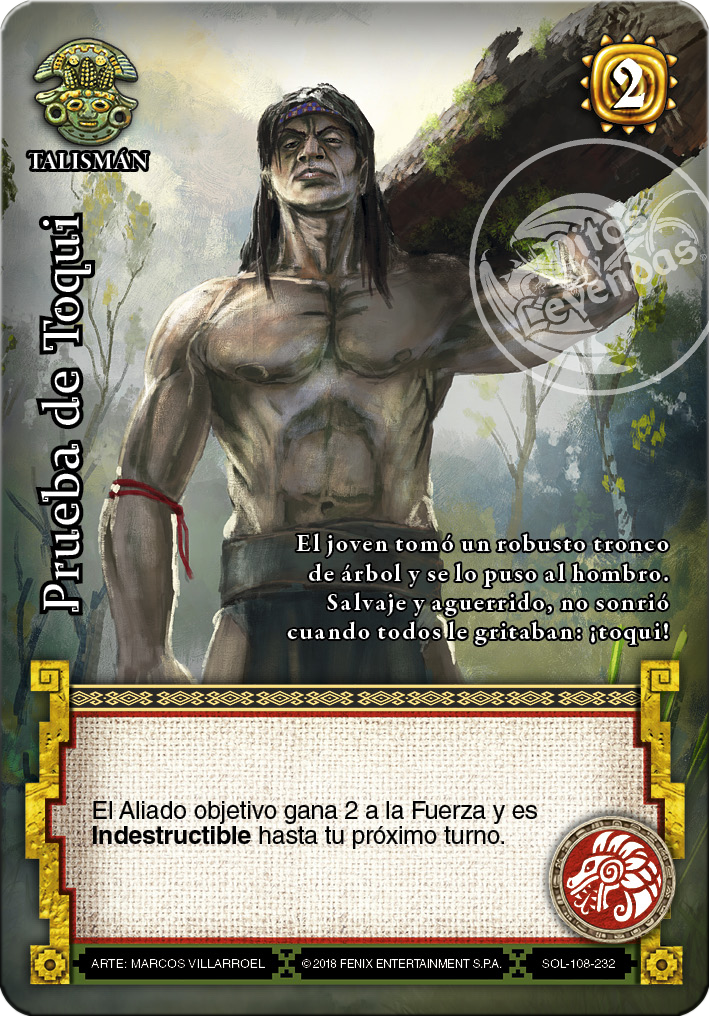 2
TALISMÁN
Mitos
y
Leyendas
Prueba de Toqui
El joven tomó un robusto tronco
de árbol y se lo puso al hombro.
Salvaje y aguerrido, no sonrió
cuando todos le gritaban: ¡toqui!
El Aliado objetivo gana 2 a la Fuerza y es
Indestructible hasta tu próximo turno.
ARTE: MARCOS VILLARROEL
©2018 FENIX ENTERTAINMENT S.P.A.
SOL-108-232